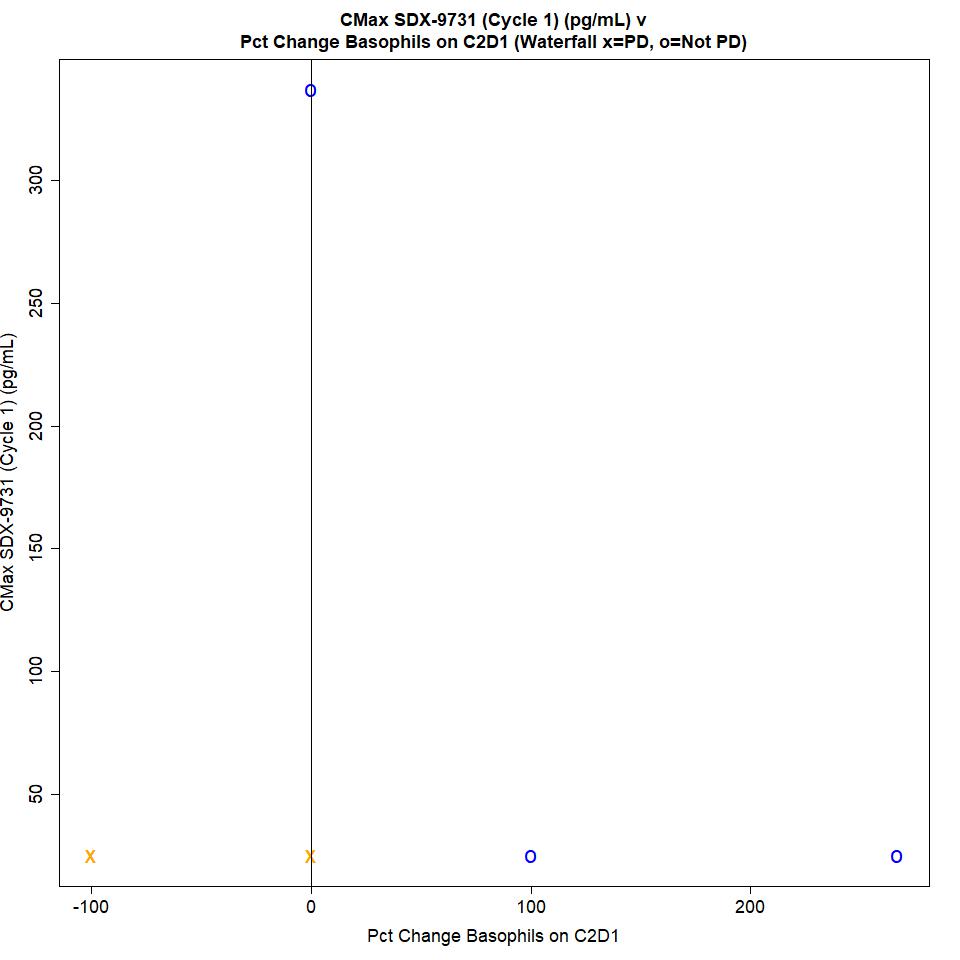 CMax SDX-9731 (Cycle 1) (pg/mL) v
Pct Change Basophils on C2D1 (Waterfall x=PD, o=Not PD)
CMax SDX-9731 (Cycle 1) (pg/mL)
300
250
200
150
100
50
O
X
X
O
O
-100
0
100
200
Pct Change Basophils on C2D1